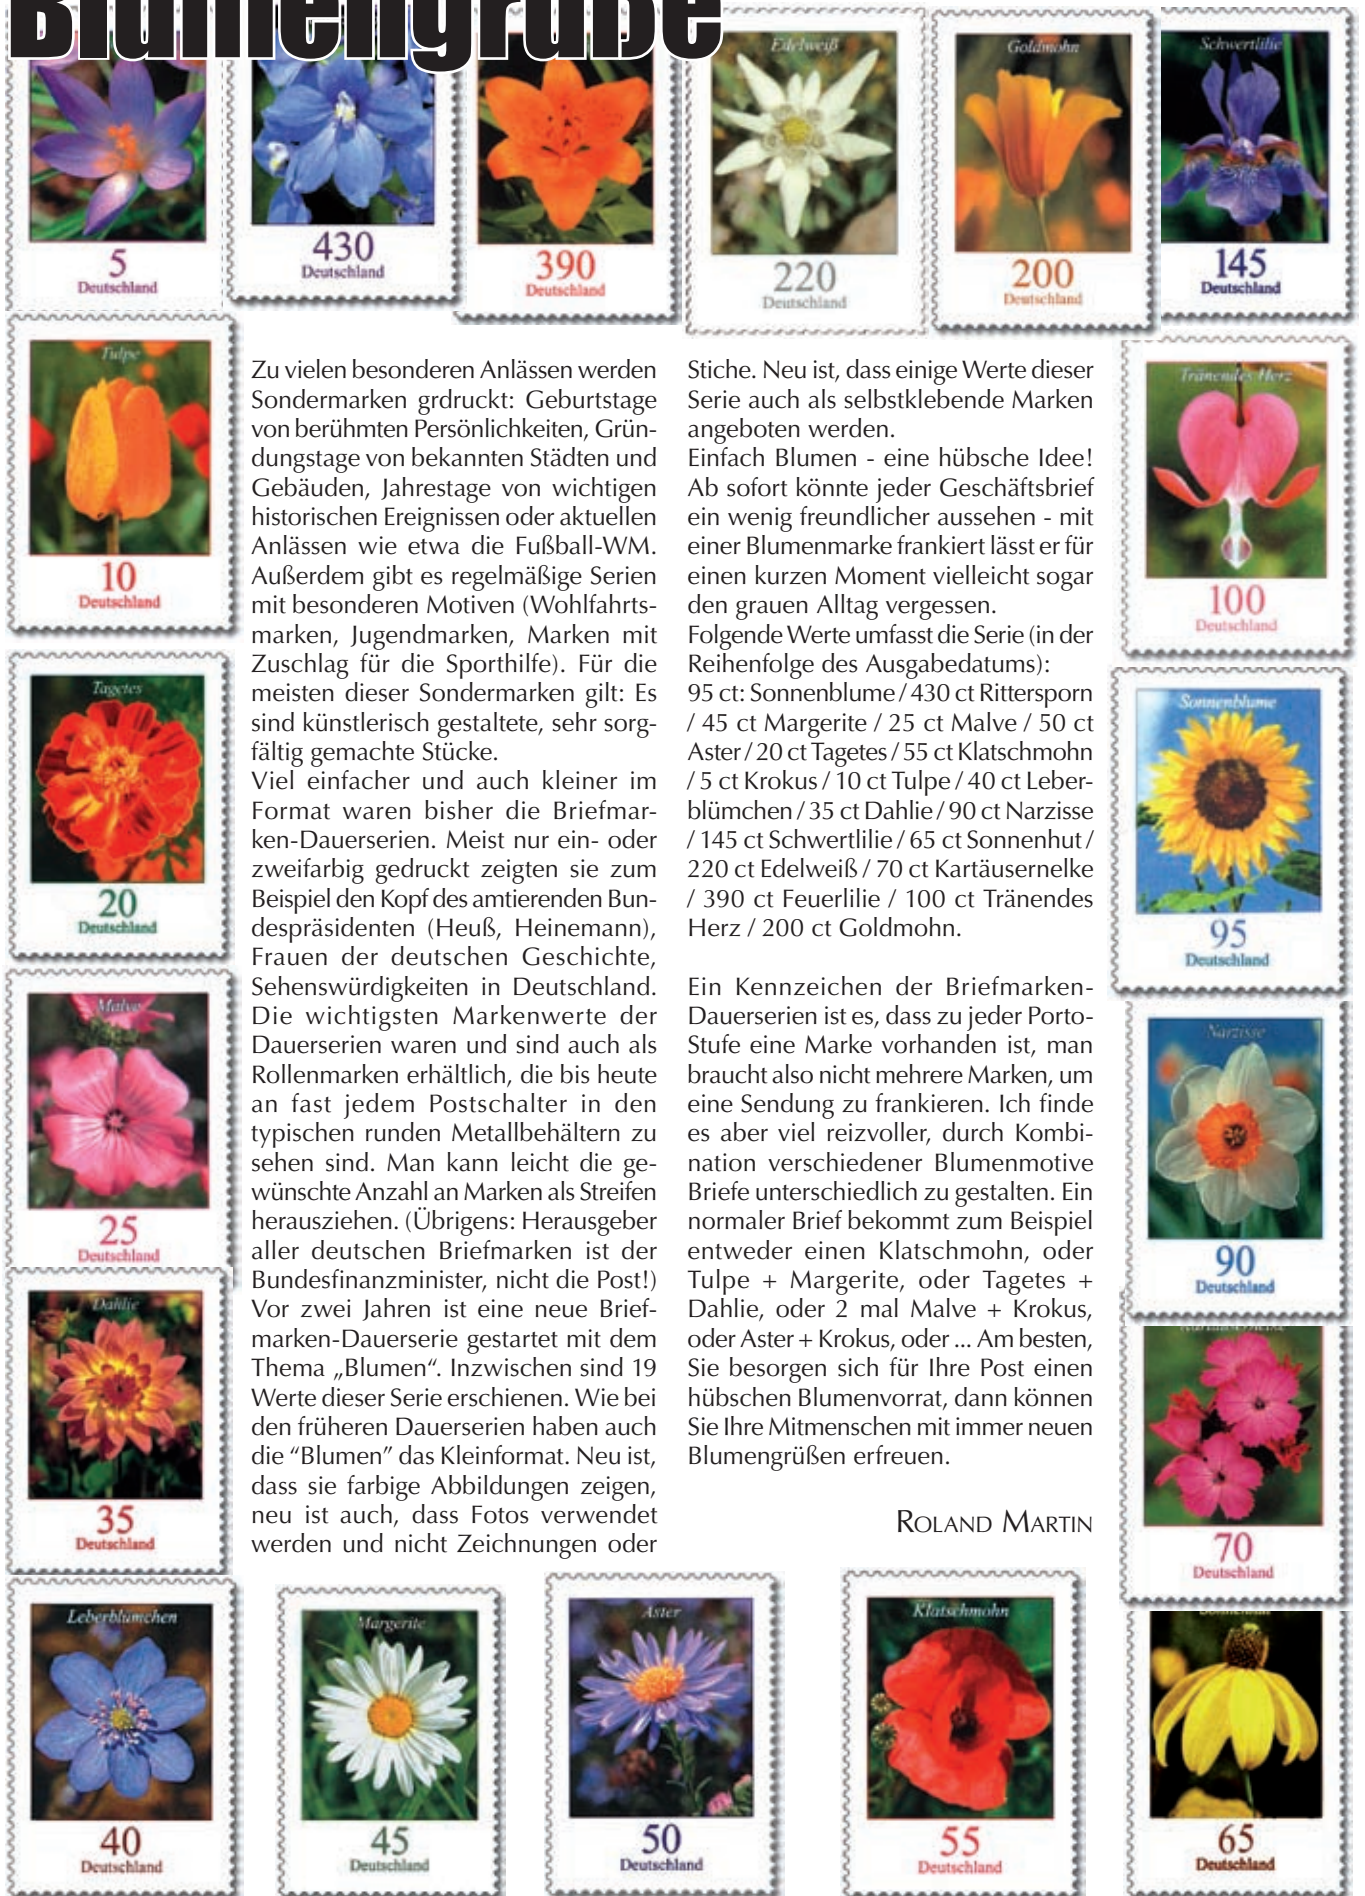 Blumengrüße
Edelweiß
Goldmohn
Schwertlilie
5
Deutschland
430
Deutschland
390
Deutschland
220
Deutschland
200
Deutschland
145
Deutschland
Tulpe
10
Deutschland
Tagetes
20
Deutschland
Malve
25
Deutschland
Dahlie
35
Deutschland
Zu vielen besonderen Anlässen werden
Sondermarken grdruckt: Geburtstage
von berühmten Persönlichkeiten, Grün-
dungstage von bekannten Städten und
Gebäuden, Jahrestage von wichtigen
historischen Ereignissen oder aktuellen
Anlässen wie etwa die Fußball-WM.
Außerdem gibt es regelmäßige Serien
mit besonderen Motiven (Wohlfahrts-
marken, Jugendmarken, Marken mit
Zuschlag für die Sporthilfe). Für die
meisten dieser Sondermarken gilt: Es
sind künstlerisch gestaltete, sehr sorg-
fältig gemachte Stücke.
Viel einfacher und auch kleiner im
Format waren bisher die Briefmar-
ken-Dauerserien. Meist nur ein- oder
zweifarbig gedruckt zeigten sie zum
Beispiel den Kopf des amtierenden Bun-
despräsidenten (Heuß, Heinemann),
Frauen der deutschen Geschichte,
Sehenswürdigkeiten in Deutschland.
Die wichtigsten Markenwerte der
Dauerserien waren und sind auch als
Rollenmarken erhältlich, die bis heute
an fast jedem Postschalter in den
typischen runden Metallbehältern zu
sehen sind. Man kann leicht die ge-
wünschte Anzahl an Marken als Streifen
herausziehen. (Übrigens: Herausgeber
aller deutschen Briefmarken ist der
Bundesfinanzminister, nicht die Post!)
Vor zwei Jahren ist eine neue Brief-
marken-Dauerserie gestartet mit dem
Thema „Blumen“. Inzwischen sind 19
Werte dieser Serie erschienen. Wie bei
den früheren Dauerserien haben auch
die “Blumen” das Kleinformat. Neu ist,
dass sie farbige Abbildungen zeigen,
neu ist auch, dass Fotos verwendet
werden und nicht Zeichnungen oder
Stiche. Neu ist, dass einige Werte dieser
Serie auch als selbstklebende Marken
angeboten werden.
Einfach Blumen - eine hübsche Idee!
Ab sofort könnte jeder Geschäftsbrief
ein wenig freundlicher aussehen - mit
einer Blumenmarke frankiert lässt er für
einen kurzen Moment vielleicht sogar
den grauen Alltag vergessen.
Folgende Werte umfasst die Serie (in der
Reihenfolge des Ausgabedatums):
95 ct: Sonnenblume / 430 ct Rittersporn
/ 45 ct Margerite / 25 ct Malve / 50 ct
Aster / 20 ct Tagetes / 55 ct Klatschmohn
/ 5 ct Krokus / 10 ct Tulpe / 40 ct Leber-
blümchen / 35 ct Dahlie / 90 ct Narzisse
/ 145 ct Schwertlilie / 65 ct Sonnenhut /
220 ct Edelweiß / 70 ct Kartäusernelke
/ 390 ct Feuerlilie / 100 ct Tränendes
Herz / 200 ct Goldmohn.
Ein Kennzeichen der Briefmarken-
Dauerserien ist es, dass zu jeder Porto-
Stufe eine Marke vorhanden ist, man
braucht also nicht mehrere Marken, um
eine Sendung zu frankieren. Ich finde
es aber viel reizvoller, durch Kombi-
nation verschiedener Blumenmotive
Briefe unterschiedlich zu gestalten. Ein
normaler Brief bekommt zum Beispiel
entweder einen Klatschmohn, oder
Tulpe + Margerite, oder Tagetes +
Dahlie, oder 2 mal Malve + Krokus,
oder Aster + Krokus, oder ... Am besten,
Sie besorgen sich für Ihre Post einen
hübschen Blumenvorrat, dann können
Sie Ihre Mitmenschen mit immer neuen
Blumengrüßen erfreuen.
ROLAND MARTIN
Tränendes Herz
100
Deutschland
Sonnenblume
95
Deutschland
Narzisse
90
Deutschland
70
Deutschland
Leberblümchen
40
Deutschland
Margerite
45
Deutschland
Aster
50
Deutschland
Klatschmohn
55
Deutschland
65
Deutschland